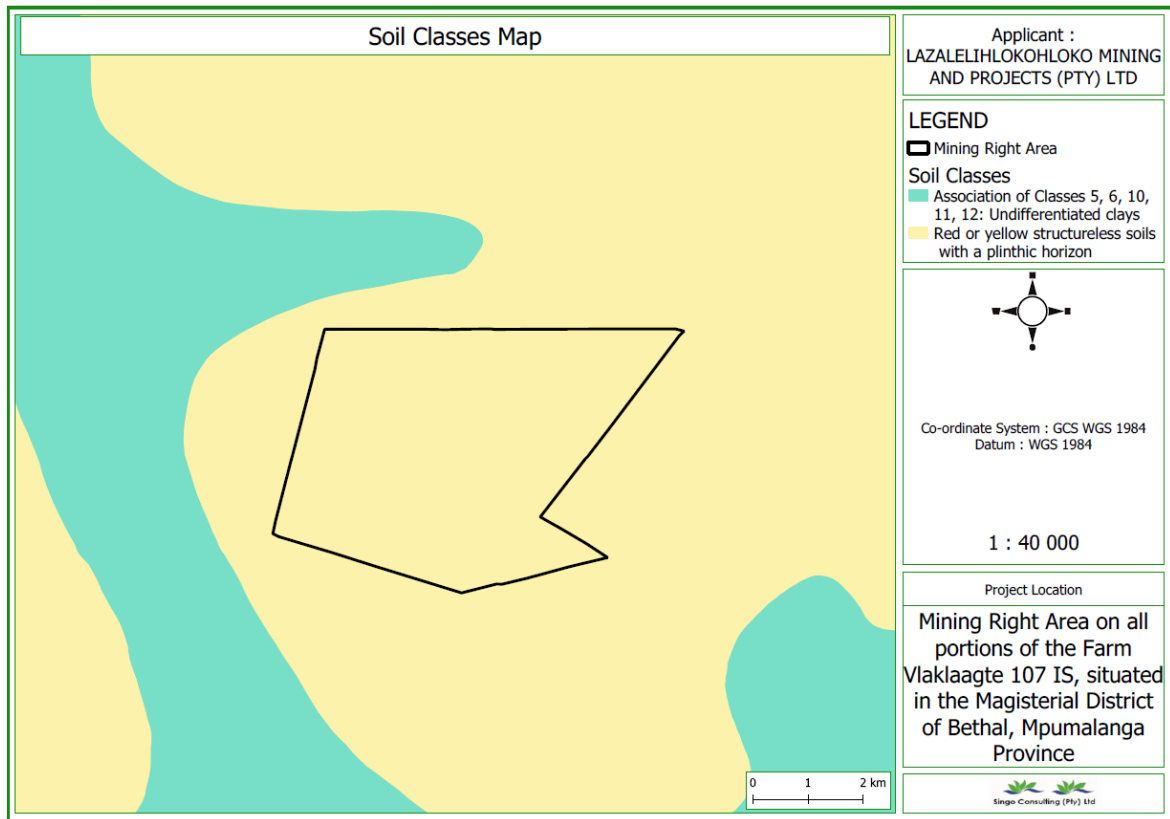 Soil Classes Map
Applicant :
LAZALELIHLOKOHLOKO MINING
AND PROJECTS (PTY) LTD
LEGEND
Mining Right Area
Soil Classes
Association of Classes 5, 6, 10,
11, 12: Undifferentiated clays
Red or yellow structureless soils
with a plinthic horizon
Co-ordinate System : GCS WGS 1984
Datum : WGS 1984
1 : 40 000
Project Location
Mining Right Area on all
portions of the Farm
Vlaklaagte 107 IS, situated
in the Magisterial District
of Bethal, Mpumalanga
Province
0 1 2 km
Singo Consulting (Pty) Ltd